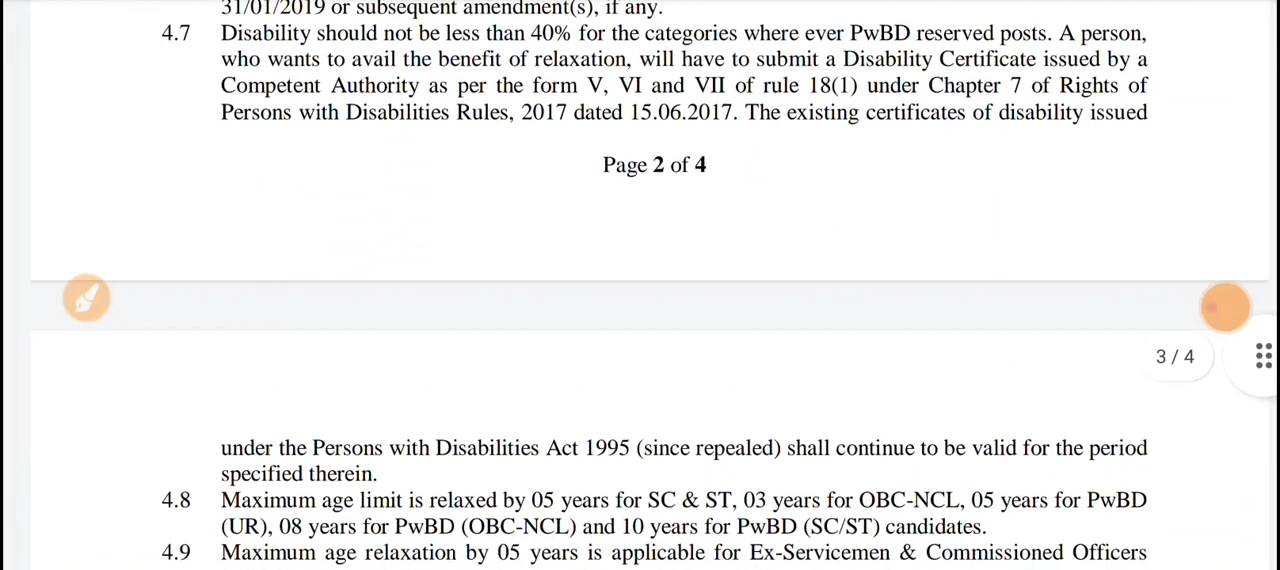 31/01/2019 or subsequent amendment(s), if any.
4.7 Disability should not be less than 40% for the categories where ever PwBD reserved posts. A person,
who wants to avail the benefit of relaxation, will have to submit a Disability Certificate issued by a
Competent Authority as per the form V, VI and VII of rule 18(1) under Chapter 7 of Rights of
Persons with Disabilities Rules, 2017 dated 15.06.2017. The existing certificates of disability issued
Page 2 of 4
3 / 4
under the Persons with Disabilities Act 1995 (since repealed) shall continue to be valid for the period
specified therein.
4.8 Maximum age limit is relaxed by 05 years for SC & ST, 03 years for OBC-NCL, 05 years for PwBD
(UR), 08 years for PwBD (OBC-NCL) and 10 years for PwBD (SC/ST) candidates.
4.9 Maximum age relaxation by 05 years is applicable for Ex-Servicemen & Commissioned Officers